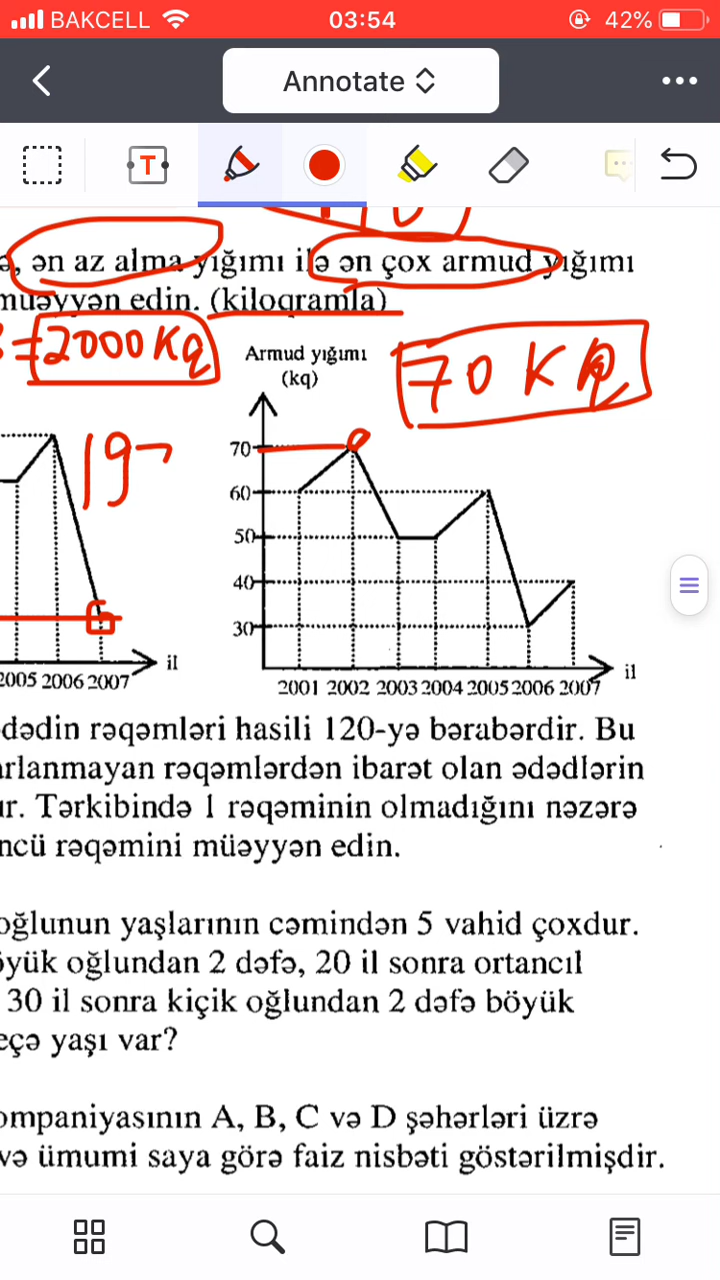 BAKCELL 03:54 42%
Annotate
T
ən az alma yığımı ilə ən çox armud yığımı
müəyyən edin. (kiloqramla)
=2000 Kq
Armud yığımı
(kq)
70 Kq
70
60
50
40
30
il
2005 2006 2007
2001 2002 2003 2004 2005 2006 2007
il
dədin rəqəmləri hasili 120-yə bərabərdir. Bu
rlanmayan rəqəmlərdən ibarət olan ədədlərin
r. Tərkibində 1 rəqəminin olmadığını nəzərə
ncü rəqəmini müəyyən edin.
oğlunun yaşlarının cəmindən 5 vahid çoxdur.
yük oğlundan 2 dəfə, 20 il sonra ortancıl
30 il sonra kiçik oğlundan 2 dəfə böyük
eçə yaşı var?
ompaniyasının A, B, C və D şəhərləri üzrə
və ümumi saya görə faiz nisbəti göstərilmişdir.